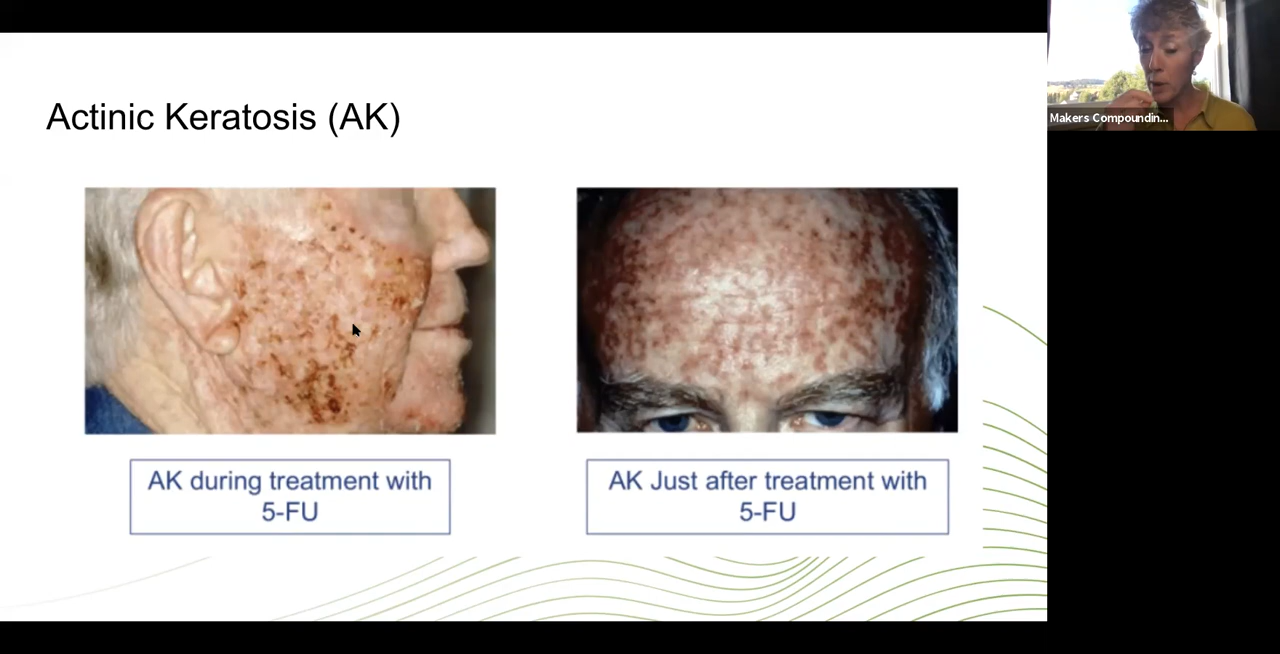 Makers Compoundin...
Actinic Keratosis (AK)
AK during treatment with
5-FU
AK Just after treatment with
5-FU